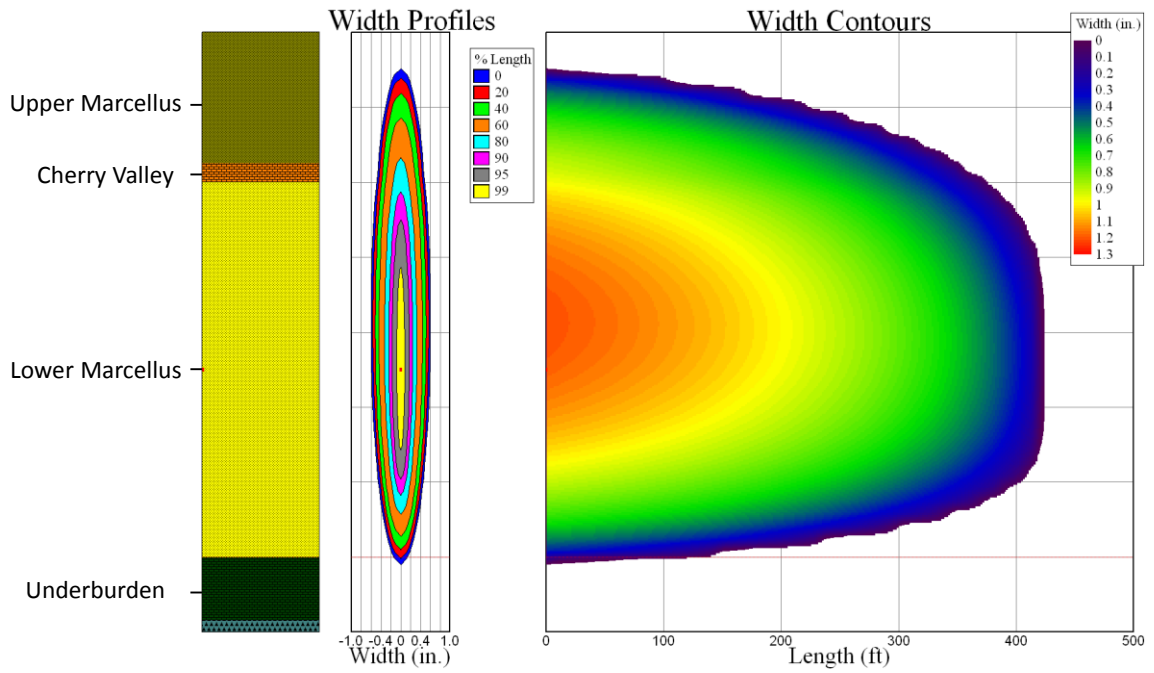 Width Profiles
Width Contours
Upper Marcellus
Cherry Valley
Lower Marcellus
Underburden
% Length
0
20
40
60
80
90
95
99
Width (in.)
0
0.1
0.2
0.3
0.4
0.5
0.6
0.7
0.8
0.9
1
1.1
1.2
1.3
-1.0 -0.4 0 0.4 1.0
Width (in.)
0 100 200 300 400 500
Length (ft)